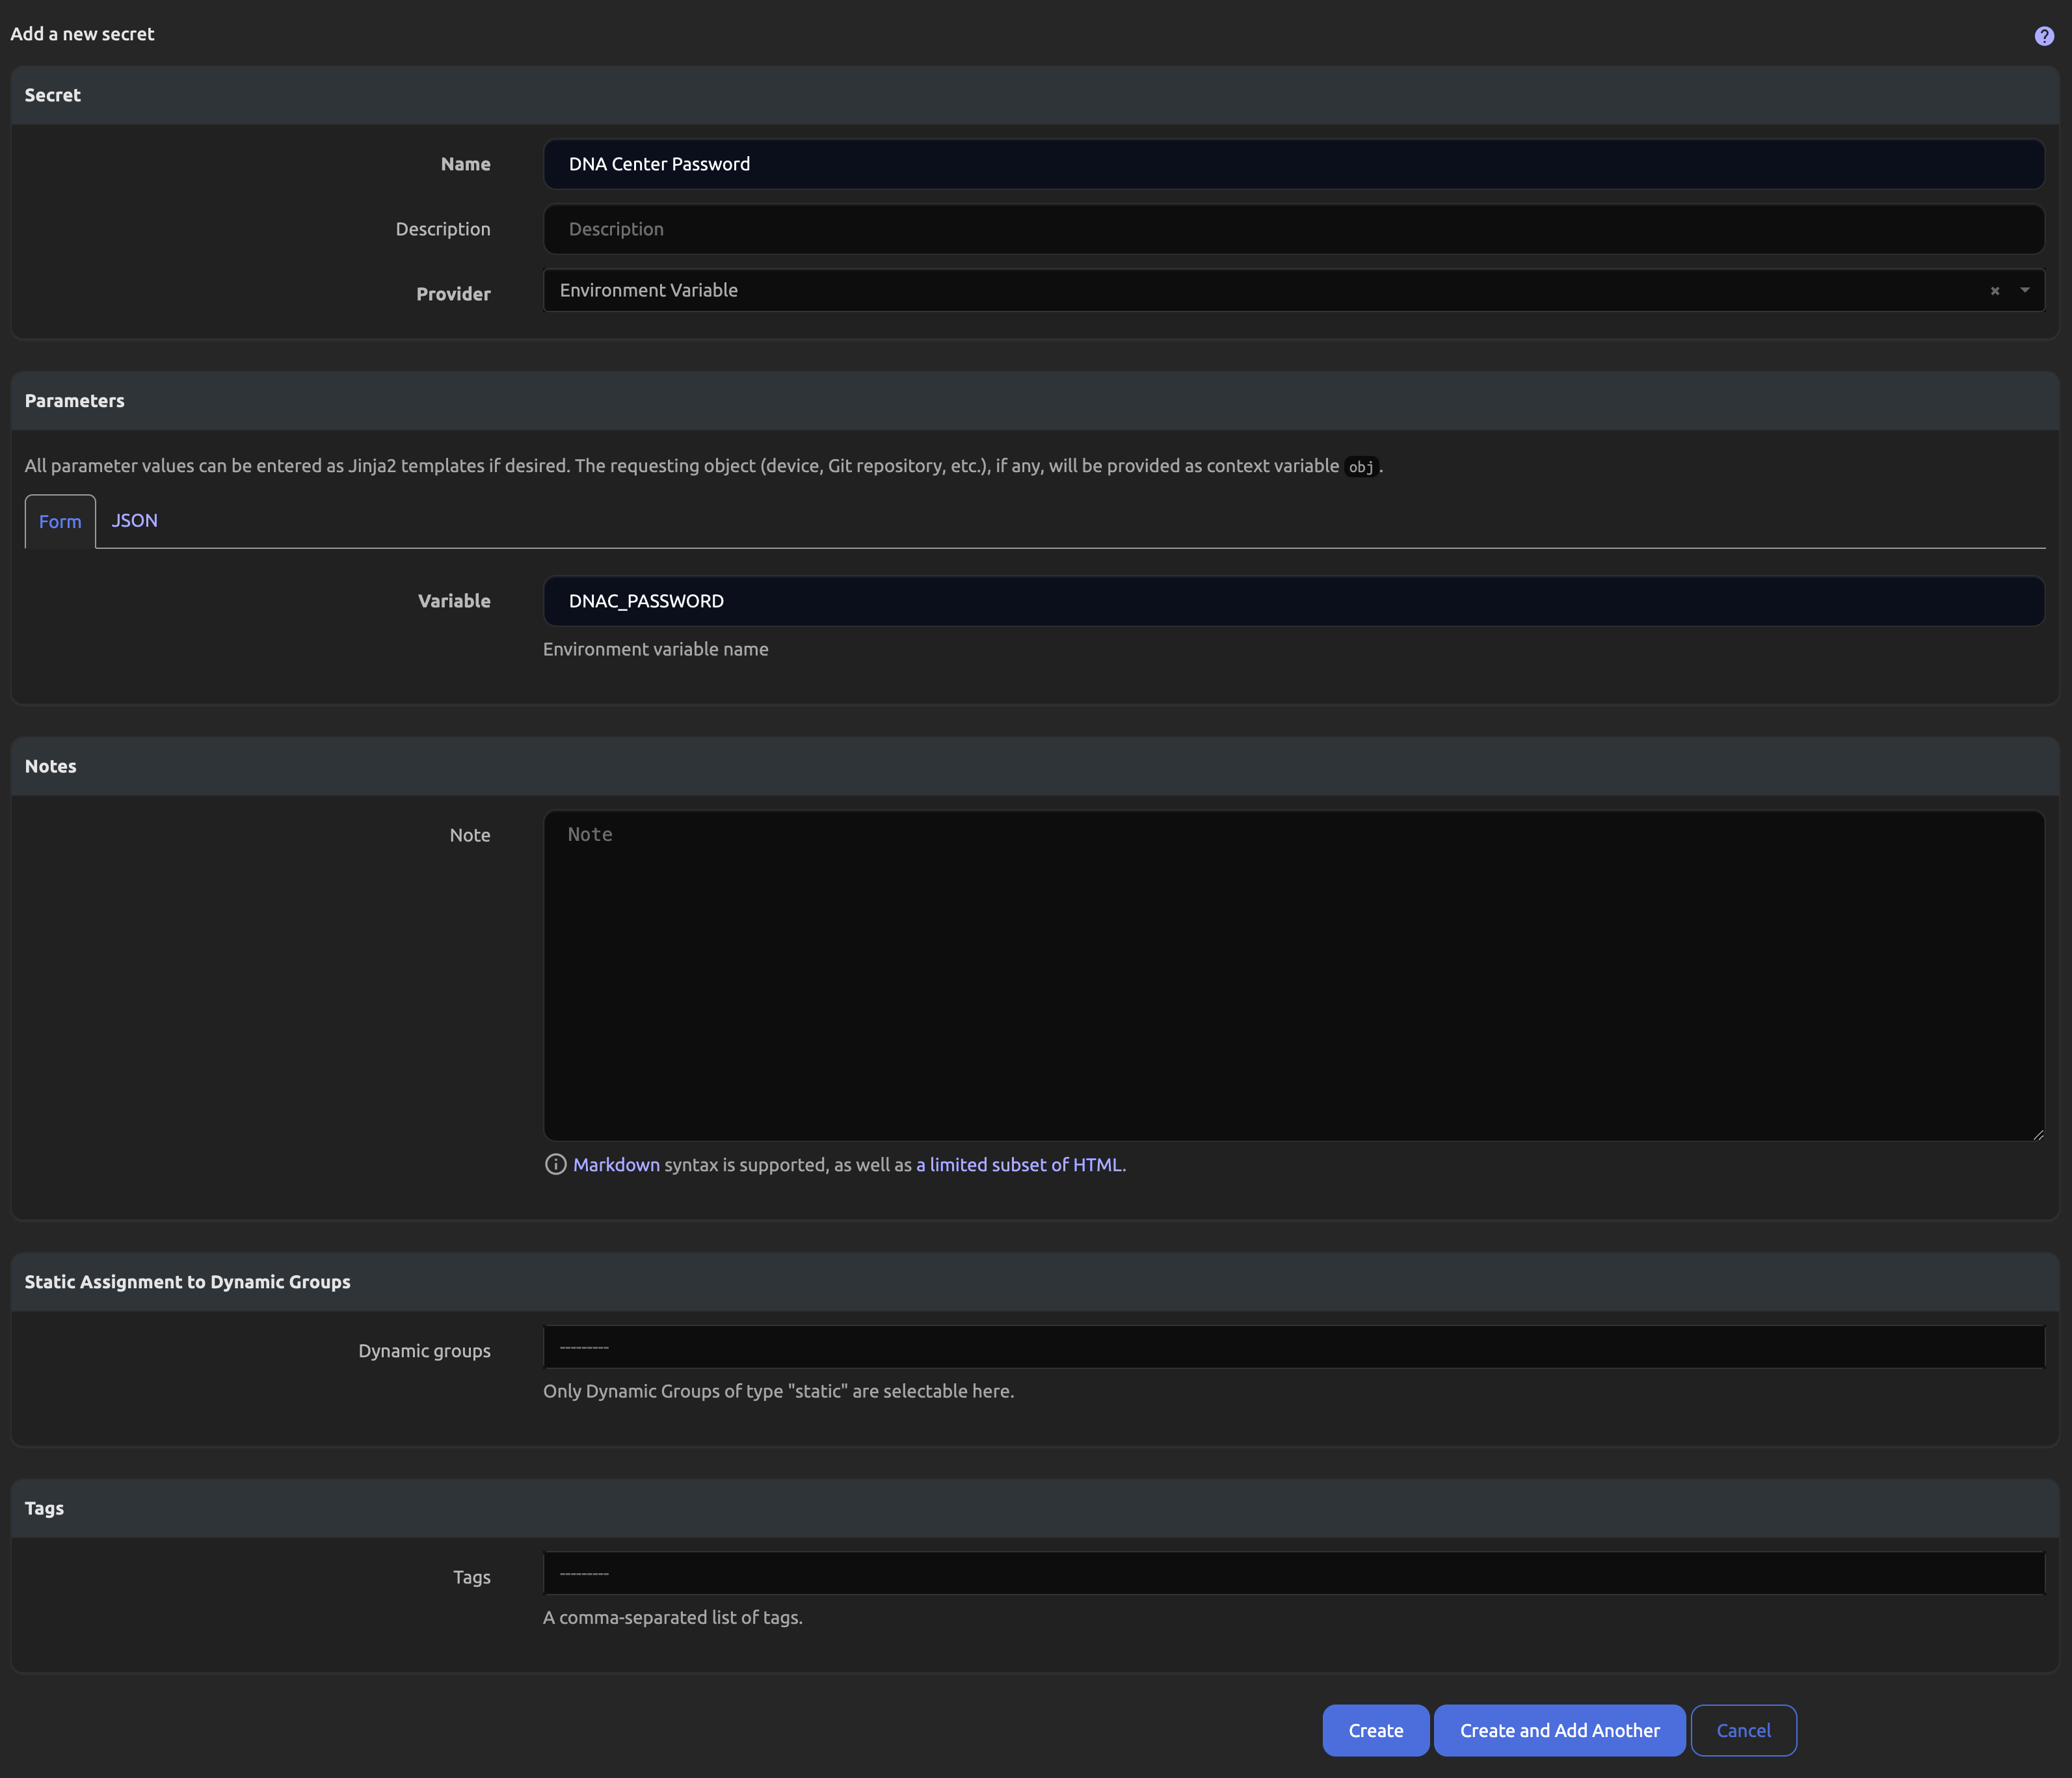 Add a new secret
?
Secret
Name
DNA Center Password
Description
Description
Provider
Environment Variable
Parameters
All parameter values can be entered as Jinja2 templates if desired. The requesting object (device, Git repository, etc.), if any, will be provided as context variable obj.
Form JSON
Variable
DNAC_PASSWORD
Environment variable name
Notes
Note
Note
Markdown syntax is supported, as well as a limited subset of HTML.
Static Assignment to Dynamic Groups
Dynamic groups
---------
Only Dynamic Groups of type "static" are selectable here.
Tags
Tags
---------
A comma-separated list of tags.
Create Create and Add Another Cancel